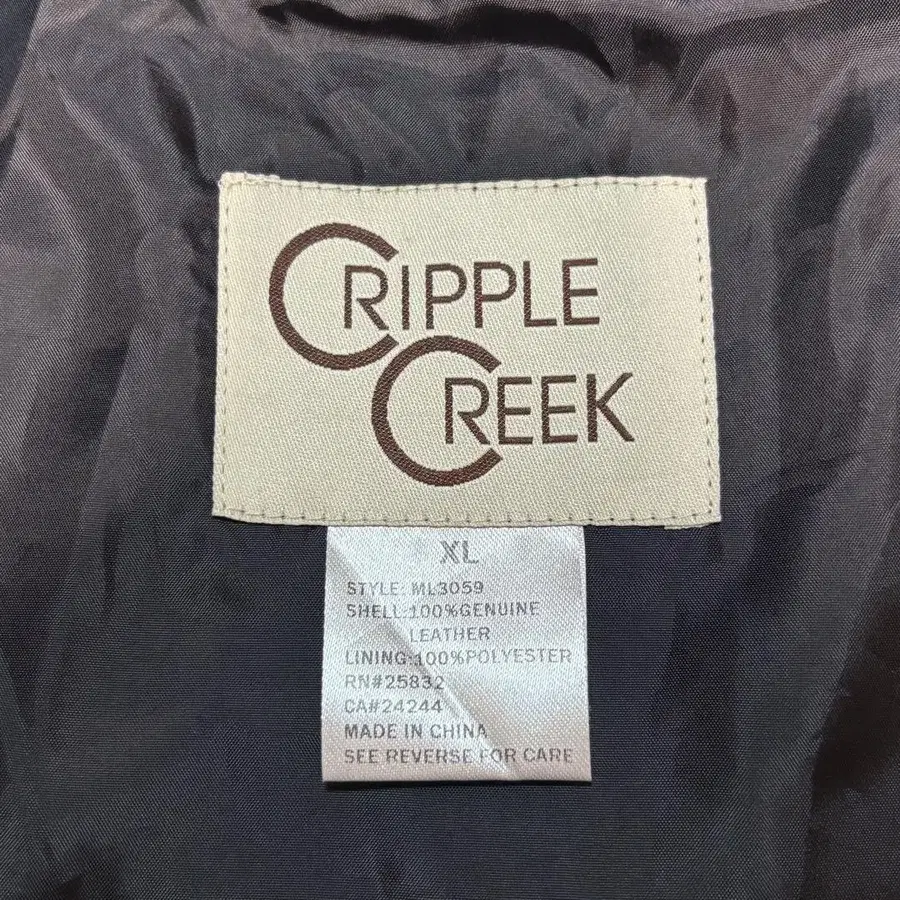 CRIPPLE
CREEK
XL
STYLE: ML3059
SHELL:100%GENUINE
LEATHER
LINING:100%POLYESTER
RN#25832
CA#24244
MADE IN CHINA
SEE REVERSE FOR CARE